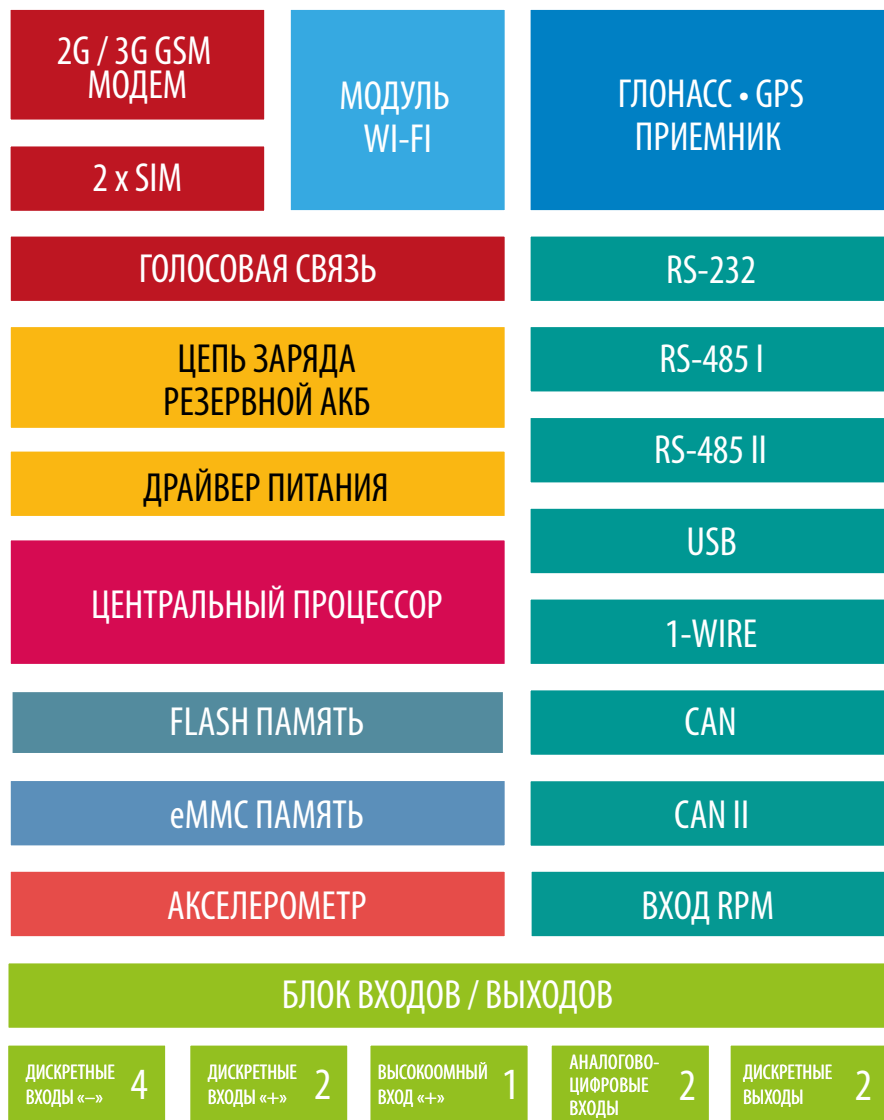 2G / 3G GSM
МОДЕМ
2 x SIM
МОДУЛЬ
WI-FI
ГЛОНАСС • GPS
ПРИЕМНИК
ГОЛОСОВАЯ СВЯЗЬ
ЦЕПЬ ЗАРЯДА
РЕЗЕРВНОЙ АКБ
ДРАЙВЕР ПИТАНИЯ
ЦЕНТРАЛЬНЫЙ ПРОЦЕССОР
FLASH ПАМЯТЬ
eMMC ПАМЯТЬ
АКСЕЛЕРОМЕТР
RS-232
RS-485 I
RS-485 II
USB
1-WIRE
CAN
CAN II
ВХОД RPM
БЛОК ВХОДОВ / ВЫХОДОВ
ДИСКРЕТНЫЕ
ВХОДЫ «–»
4
ДИСКРЕТНЫЕ
ВХОДЫ «+»
2
ВЫСОКООМНЫЙ
ВХОД «+»
1
АНАЛОГОВО-
ЦИФРОВЫЕ
ВХОДЫ
2
ДИСКРЕТНЫЕ
ВЫХОДЫ
2